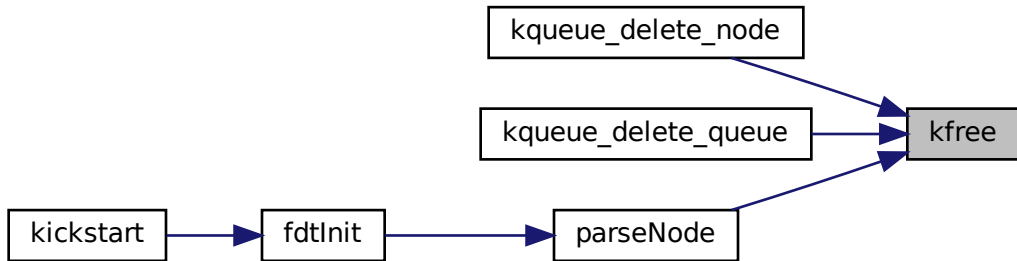 kqueue_delete_node
kqueue_delete_queue
kfree
kickstart
fdtInit
parseNode